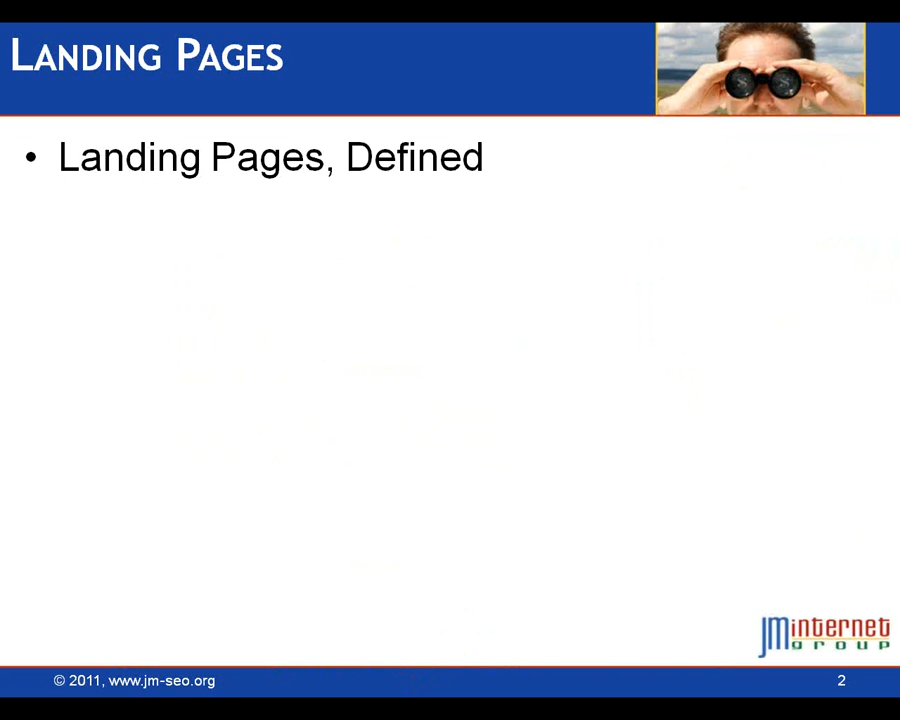 LANDING PAGES
• Landing Pages, Defined
JMinternet
group
© 2011, www.jm-seo.org
2